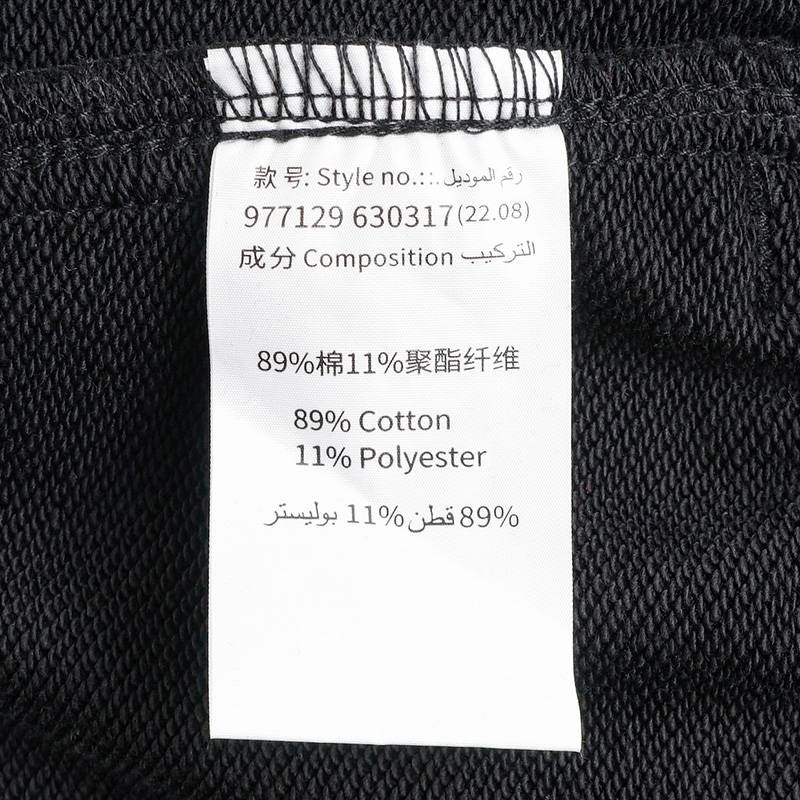 款号: Style no.::. رقم الموديل
977129 630317(22.08)
成分 Composition التركيب
89%棉11%聚酯纤维
89% Cotton
11% Polyester
89% قطن 11% بوليستر